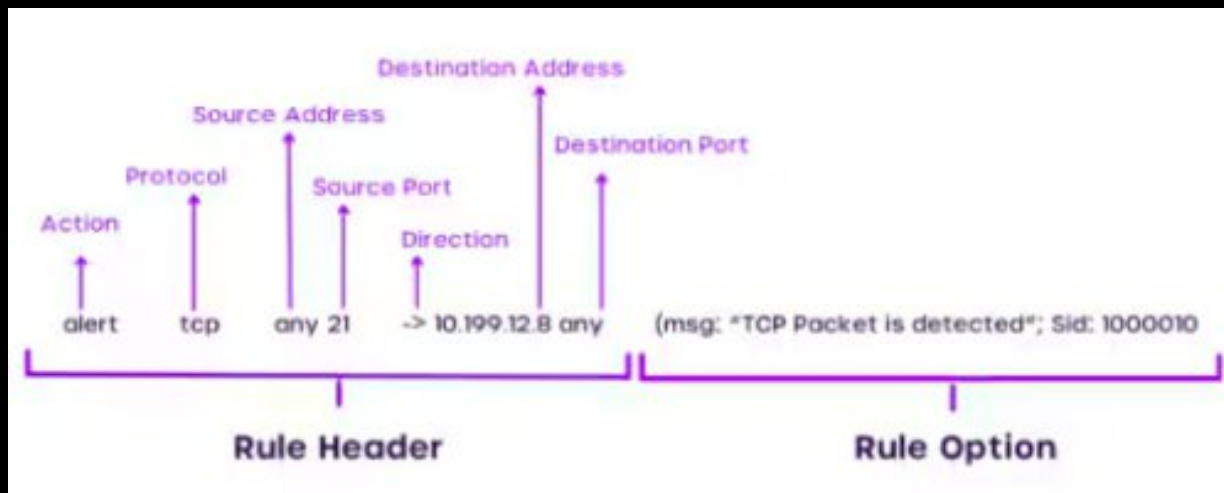 Destination Address
Source Address
Destination Port
Protocol
Source Port
Action
Direction
alert tcp any 21 -> 10.199.12.8 any (msg: "TCP Packet is detected"; Sid: 1000010
Rule Header
Rule Option